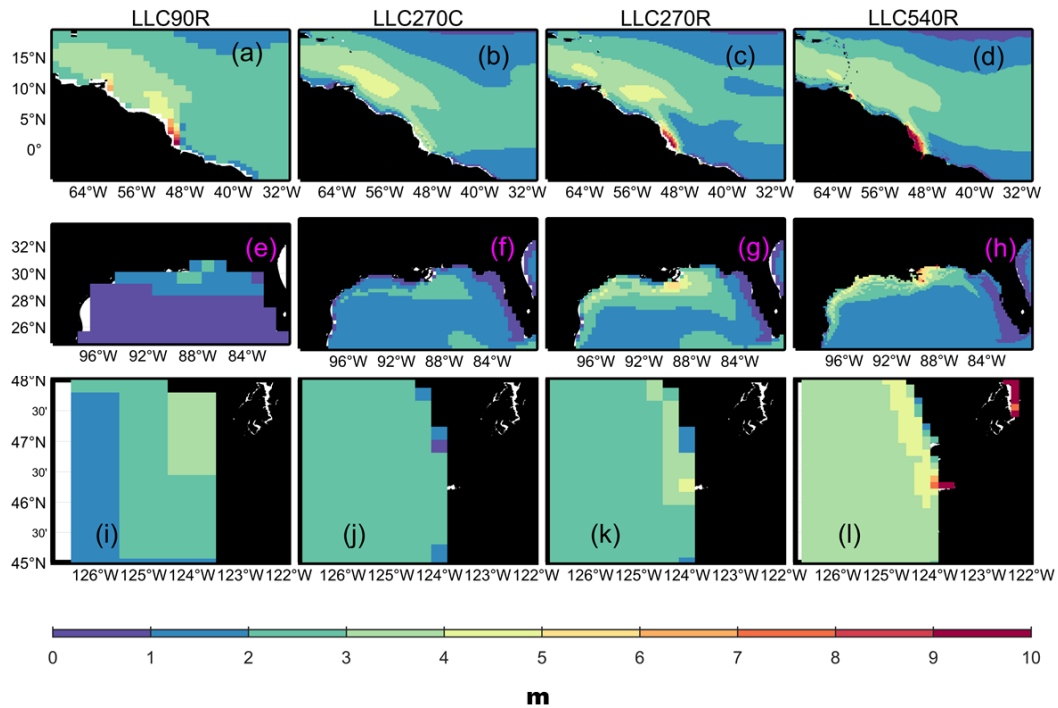 LLC90R LLC270C LLC270R LLC540R
(a) (b) (c) (d)
15°N
10°N
5°N
0°
64°W 56°W 48°W 40°W 32°W 64°W 56°W 48°W 40°W 32°W 64°W 56°W 48°W 40°W 32°W 64°W 56°W 48°W 40°W 32°W
(e) (f) (g) (h)
32°N
30°N
28°N
26°N
96°W 92°W 88°W 84°W 96°W 92°W 88°W 84°W 96°W 92°W 88°W 84°W 96°W 92°W 88°W 84°W
48°N
30'
47°N
30'
46°N
30'
(i) (j) (k) (l)
45°N
126°W 125°W 124°W 123°W 122°W 126°W 125°W 124°W 123°W 122°W 126°W 125°W 124°W 123°W 122°W 126°W 125°W 124°W 123°W 122°W
0 1 2 3 4 5 6 7 8 9 10
m